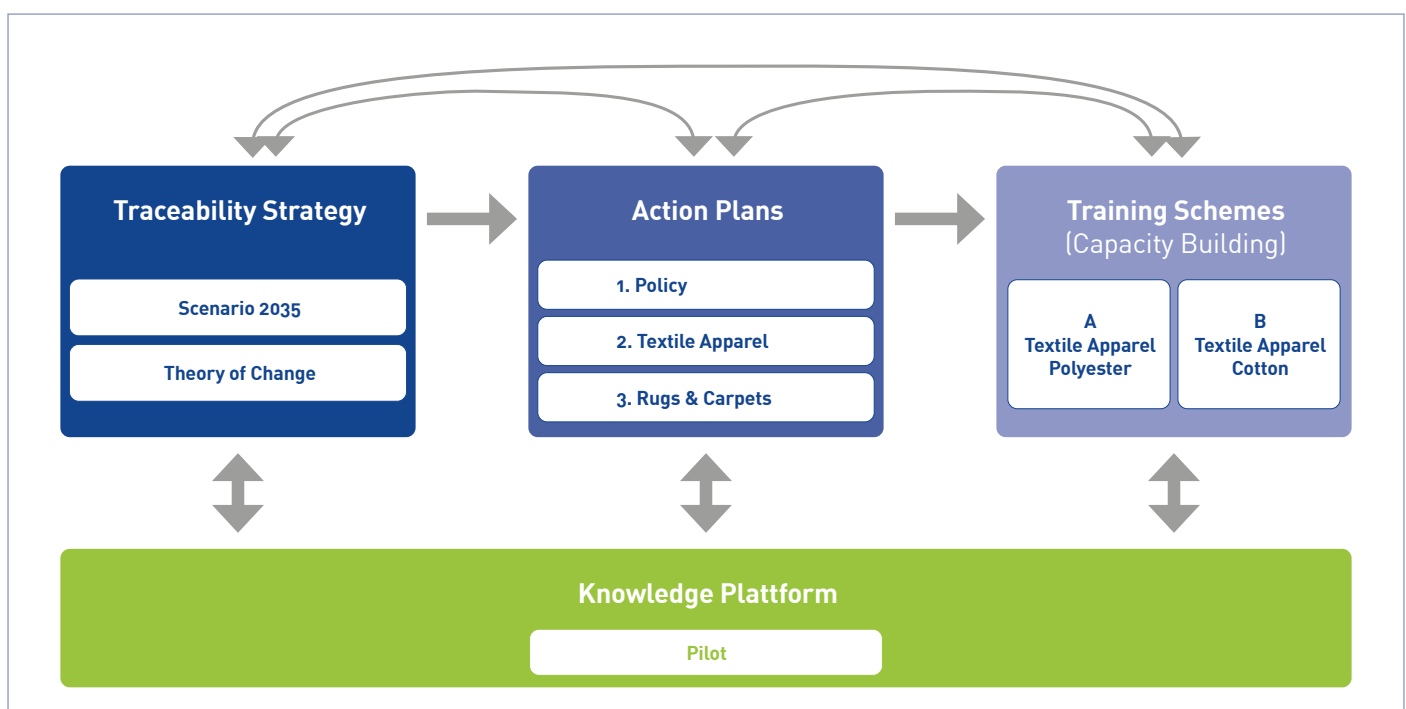 Traceability Strategy
Scenario 2035
Theory of Change
Action Plans
1. Policy
2. Textile Apparel
3. Rugs & Carpets
Training Schemes
(Capacity Building)
A
Textile Apparel
Polyester
B
Textile Apparel
Cotton
Knowledge Plattform
Pilot